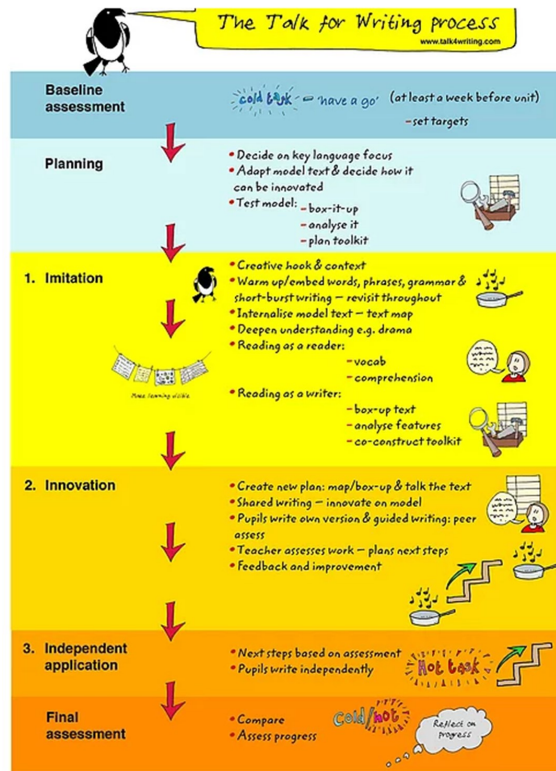 The Talk for Writing process
www.talk4writing.com
Baseline
assessment
cold task – 'have a go' (at least a week before unit)
– set targets
Planning
• Decide on key language focus
• Adapt model text & decide how it
can be innovated
• Test model: – box-it-up
– analyse it
– plan toolkit
1. Imitation
• Creative hook & context
• Warm up/embed words, phrases, grammar &
short-burst writing – revisit throughout
• Internalise model text – text map
• Deepen understanding e.g. drama
• Reading as a reader:
– vocab
– comprehension
Make learning visible
• Reading as a writer:
– box-up text
– analyse features
– co-construct toolkit
2. Innovation
• Create new plan: map/box-up & talk the text
• Shared writing – innovate on model
• Pupils write own version & guided writing: peer
assess
• Teacher assesses work – plans next steps
• Feedback and improvement
3. Independent
application
• Next steps based on assessment
• Pupils write independently
Hot task
Final
assessment
• Compare
• Assess progress
Cold/hot
Reflect on
progress